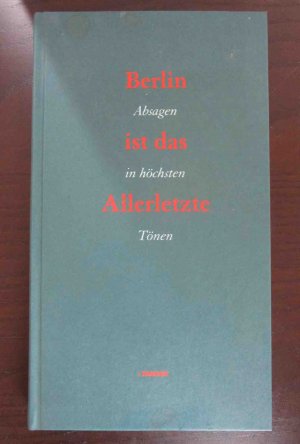 Berlin
Absagen
ist das
in höchsten
Allerletzte
Tönen